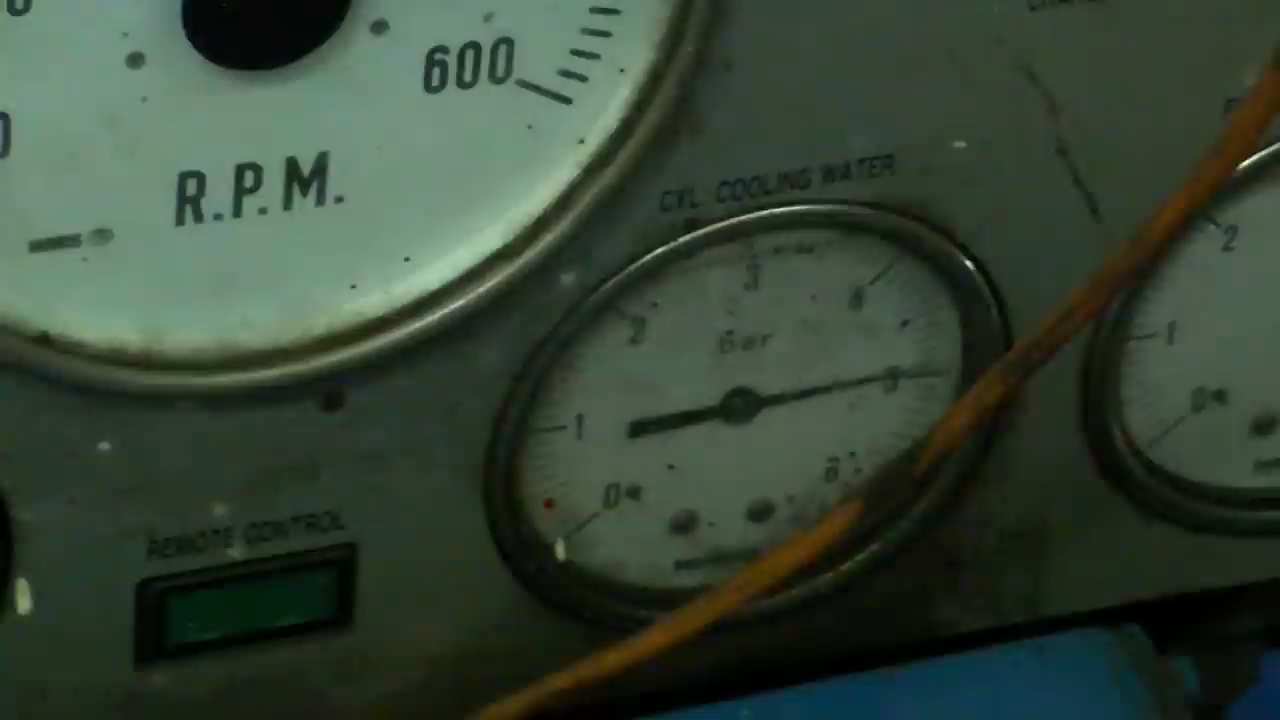 600
R.P.M.
CYL. COOLING WATER
3
2
4
Bar
5
1
6
0
REMOTE CONTROL
2
1
0